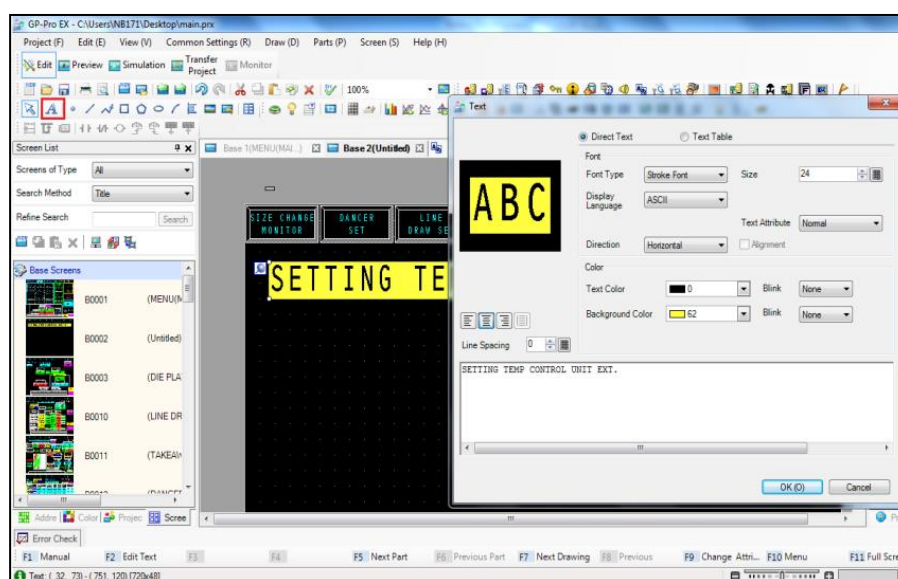 GP-Pro EX - C:\Users\NB171\Desktop\main.prx
Project (F) Edit (E) View (V) Common Settings (R) Draw (D) Parts (P) Screen (S) Help (H)
Edit Preview Simulation Transfer Project Monitor
100%
Screen List
Base 1(MENU(MAI...) Base 2(Untitled)
Screens of Type All
Search Method Title
Refine Search Search
SIZE CHANGE MONITOR
DANCER SET
LINE
DRAW SE
SETTING TE
Base Screens
B0001 (MENU(M
B0002 (Untitled)
B0003 (DIE PLA
B0010 (LINE DR
B0011 (TAKEA
Addre Color Projec Scree
Error Check
Text
Direct Text Text Table
ABC
Font
Font Type Stroke Font Size 24
Display Language ASCII
Text Attribute Normal
Direction Horizontal Alignment
Color
Text Color 0 Blink None
Background Color 62 Blink None
Line Spacing 0
SETTING TEMP CONTROL UNIT EXT.
OK (O) Cancel
F1 Manual F2 Edit Text F3 F4 F5 Next Part F6 Previous Part F7 Next Drawing F8 Previous F9 Change Attri... F10 Menu F11 Full Scre
Text: ( 32, 73) - ( 751, 120) [720x48]